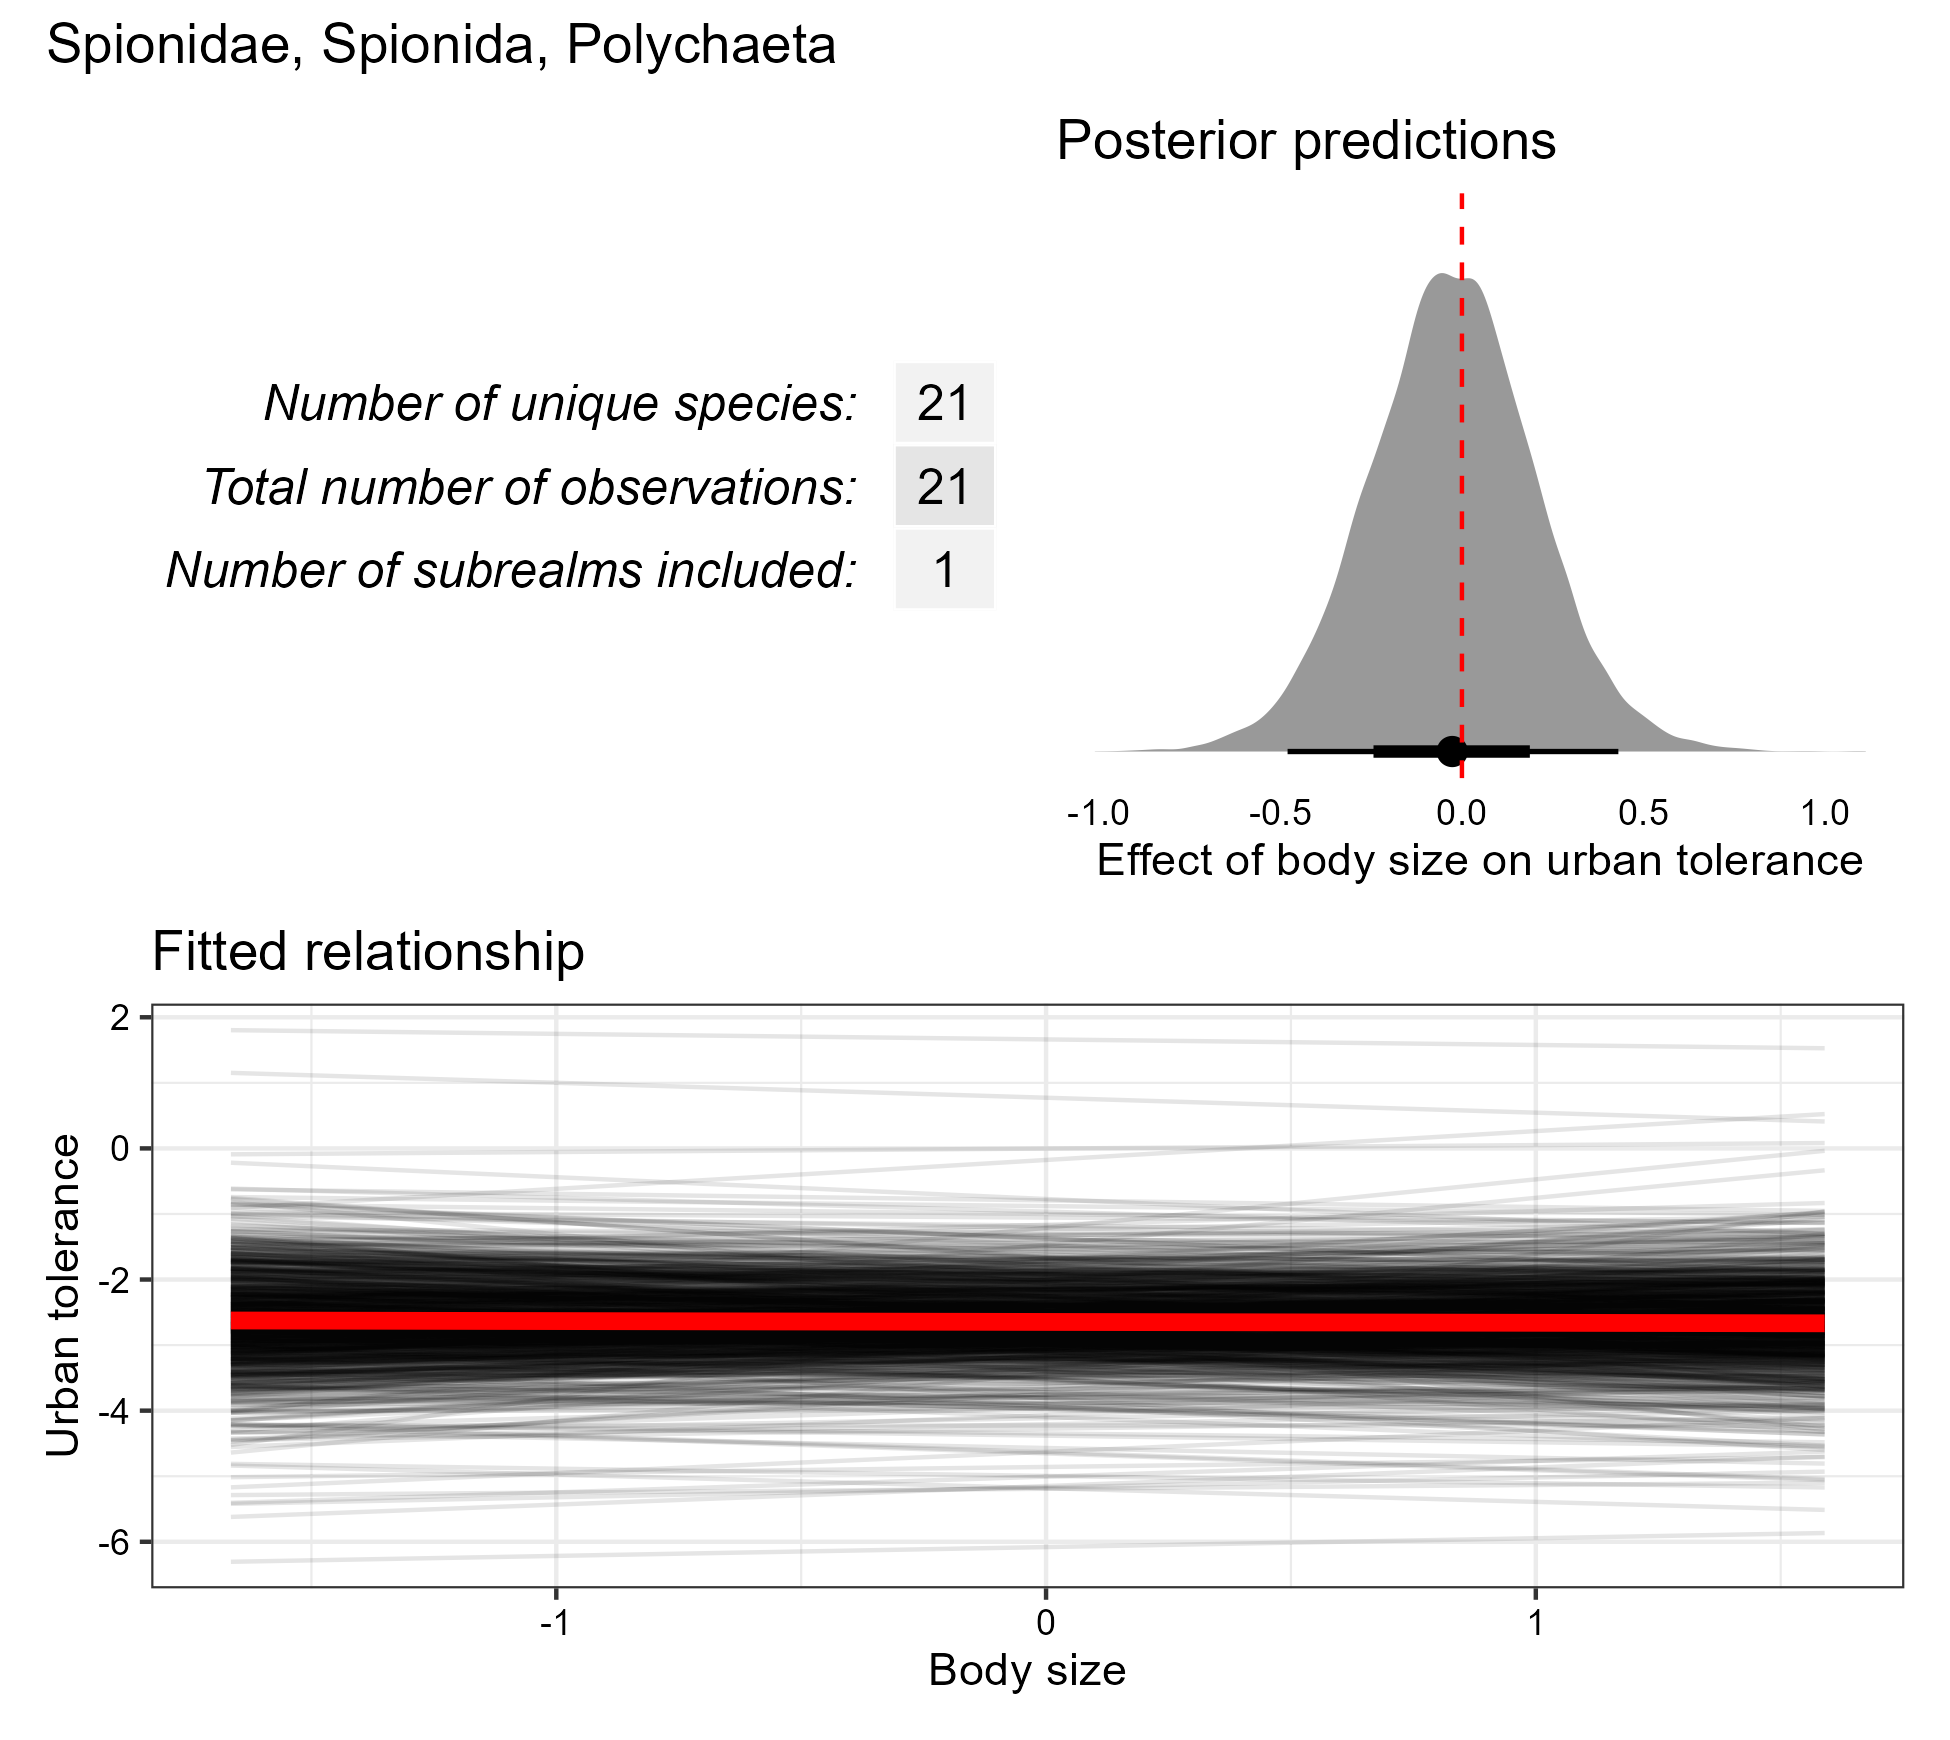 Spionidae, Spionida, Polychaeta
Posterior predictions
Number of unique species: 21
Total number of observations: 21
Number of subrealms included: 1
-1.0 -0.5 0.0 0.5 1.0
Effect of body size on urban tolerance
Fitted relationship
Urban tolerance
2
0
-2
-4
-6
-1 0 1
Body size